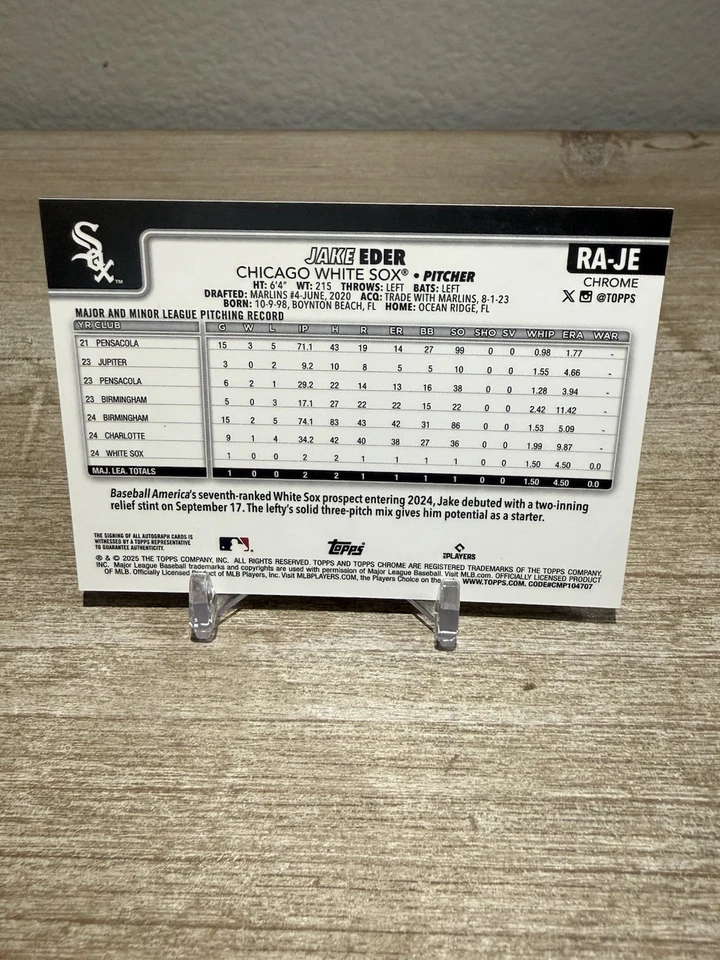 Sox
TM
JAKE EDER
CHICAGO WHITE SOX® • PITCHER
HT: 6'4" WT: 215 THROWS: LEFT BATS: LEFT
DRAFTED: MARLINS #4-JUNE, 2020 ACQ: TRADE WITH MARLINS, 8-1-23
BORN: 10-9-98, BOYNTON BEACH, FL HOME: OCEAN RIDGE, FL
RA-JE
CHROME
X @TOPPS
MAJOR AND MINOR LEAGUE PITCHING RECORD
YR CLUB G W L IP H R ER BB SO SHO SV WHIP ERA WAR
21 PENSACOLA 15 3 5 71.1 43 19 14 27 99 0 0 0.98 1.77 -
23 JUPITER 3 0 2 9.2 10 8 5 5 10 0 0 1.55 4.66 -
23 PENSACOLA 6 2 1 29.2 22 14 13 16 38 0 0 1.28 3.94 -
23 BIRMINGHAM 5 0 3 17.1 27 22 22 15 22 0 0 2.42 11.42 -
24 BIRMINGHAM 15 2 5 74.1 83 43 42 31 86 0 0 1.53 5.09 -
24 CHARLOTTE 9 1 4 34.2 42 40 38 27 36 0 0 1.99 9.87 -
24 WHITE SOX 1 0 0 2 2 1 1 1 1 0 0 1.50 4.50 0.0
MAJ. LEA. TOTALS 1 0 0 2 2 1 1 1 1 0 0 1.50 4.50 0.0
Baseball America's seventh-ranked White Sox prospect entering 2024, Jake debuted with a two-inning
relief stint on September 17. The lefty's solid three-pitch mix gives him potential as a starter.
THE SIGNING OF ALL AUTOGRAPH CARDS IS
WITNESSED BY A TOPPS REPRESENTATIVE
TO GUARANTEE AUTHENTICITY.
Topps
PLAYERS
® & © 2025 THE TOPPS COMPANY, INC. ALL RIGHTS RESERVED. TOPPS AND TOPPS CHROME ARE REGISTERED TRADEMARKS OF THE TOPPS COMPANY,
INC. Major League Baseball trademarks and copyrights are used with permission of Major League Baseball. Visit MLB.com. OFFICIALLY LICENSED PRODUCT
OF MLB. Officially Licensed Product of MLB Players, Inc. Visit MLBPLAYERS.COM, the Players Choice on the WWW.TOPPS.COM. CODE#CMP104707